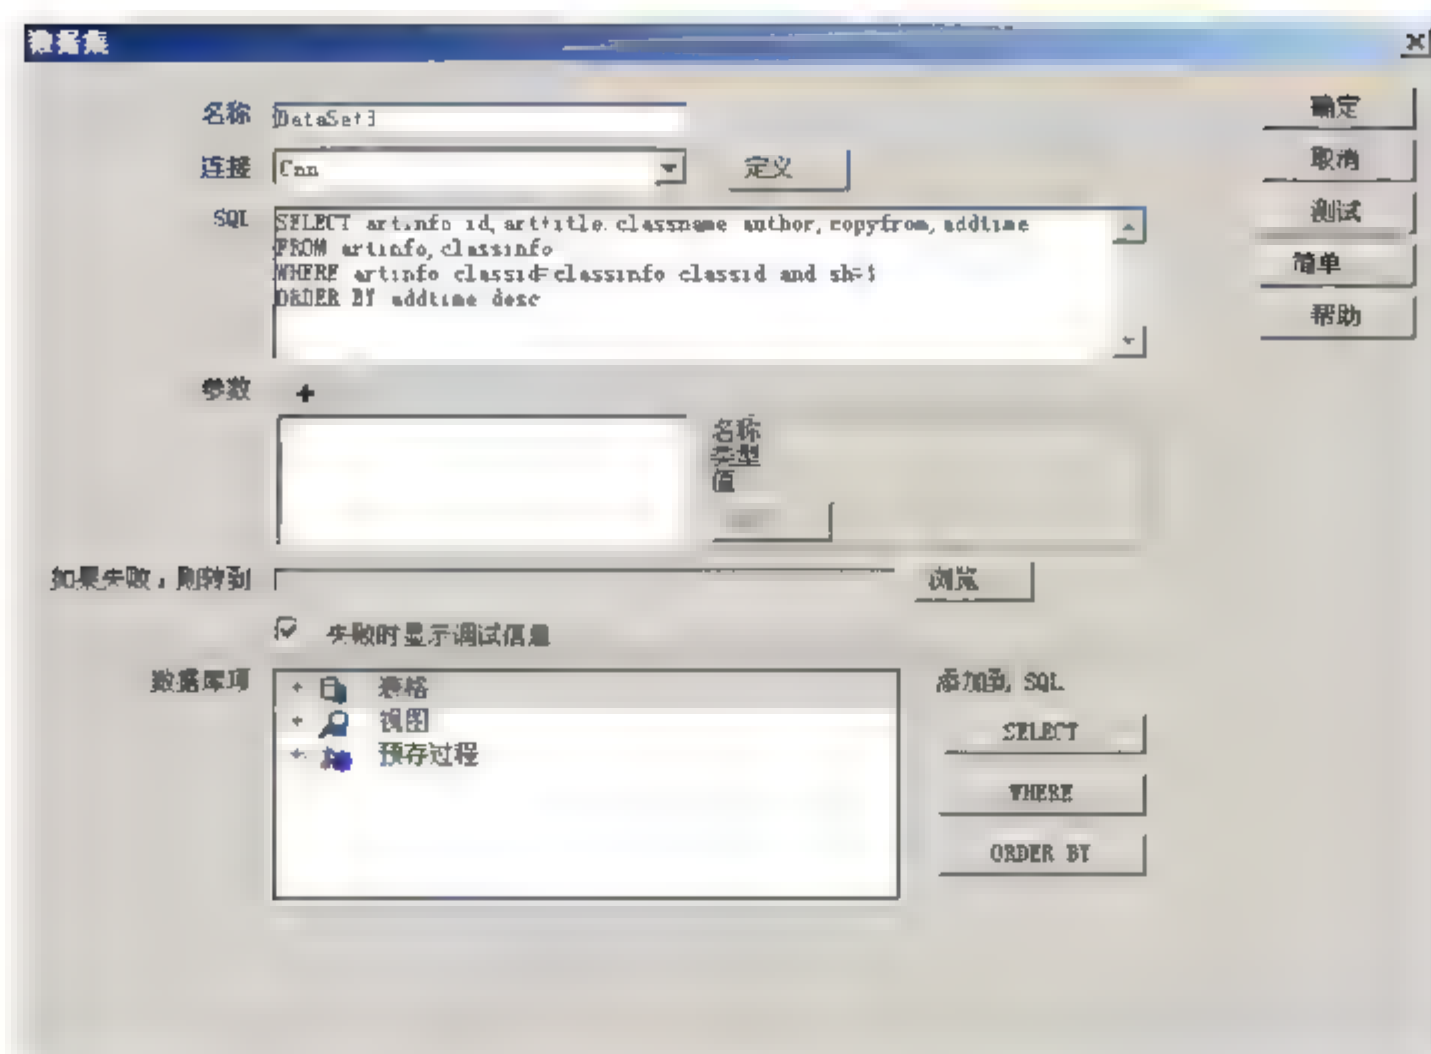 数据集
名称 DataSet3
连接 Cnn 定义
SQL
SELECT artinfo.id,arttitle.classname author,copyfrom,addtime
FROM artinfo,classinfo
WHERE artinfo classid=classinfo classid and sh=1
ORDER BY addtime desc
确定
取消
测试
简单
帮助
参数 +
名称
类型
值
如果失败，则转到 浏览
失败时显示调试信息
数据库项
表格
视图
预存过程
添加到 SQL
SELECT
WHERE
ORDER BY